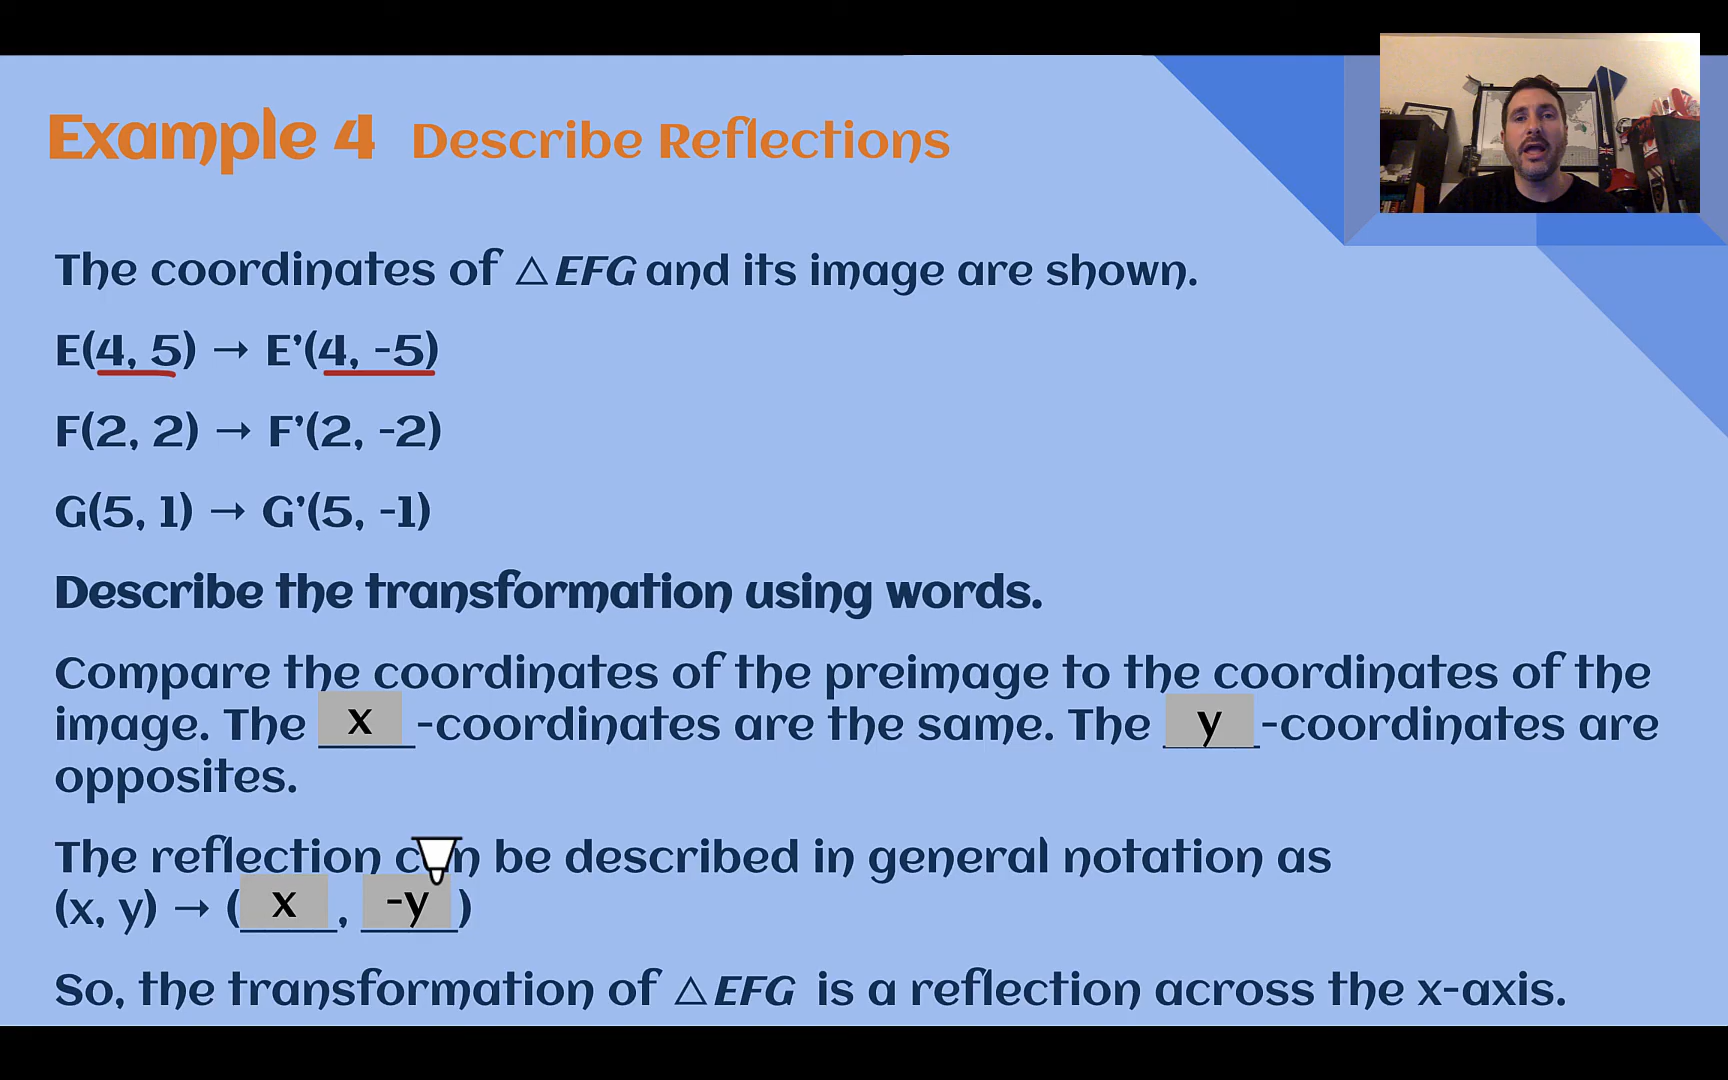 Example 4 Describe Reflections
The coordinates of △EFG and its image are shown.
E(4, 5) → E’(4, -5)
F(2, 2) → F’(2, -2)
G(5, 1) → G’(5, -1)
Describe the transformation using words.
Compare the coordinates of the preimage to the coordinates of the
image. The x -coordinates are the same. The y -coordinates are
opposites.
The reflection can be described in general notation as
(x, y) → ( x , -y )
So, the transformation of △EFG is a reflection across the x-axis.